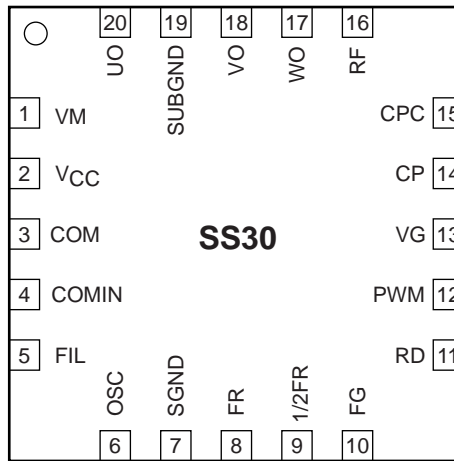 20 19 18 17 16
UO SUBGND VO WO RF
1 VM CPC 15
2 VCC CP 14
3 COM SS30 VG 13
4 COMIN PWM 12
5 FIL RD 11
OSC SGND FR 1/2FR FG
6 7 8 9 10